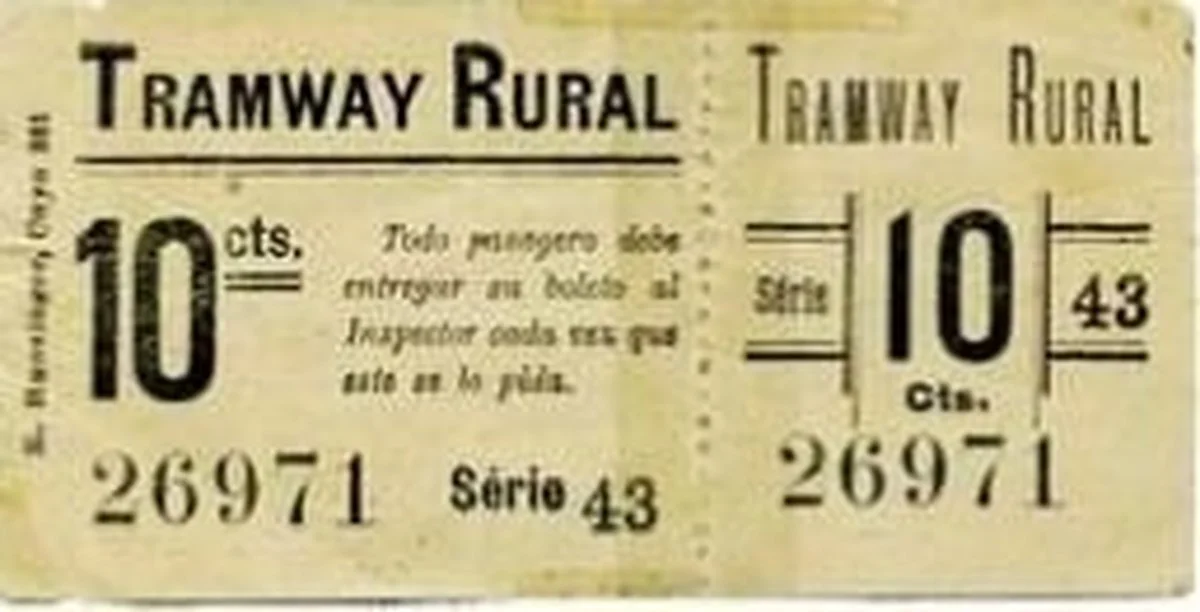 TRAMWAY RURAL
10 cts.
Todo pasagero debe
entregar su boleto al
Inspector cada vez que
este se lo pida.
26971 Série 43
TRAMWAY RURAL
Série 10 43
Cts.
26971